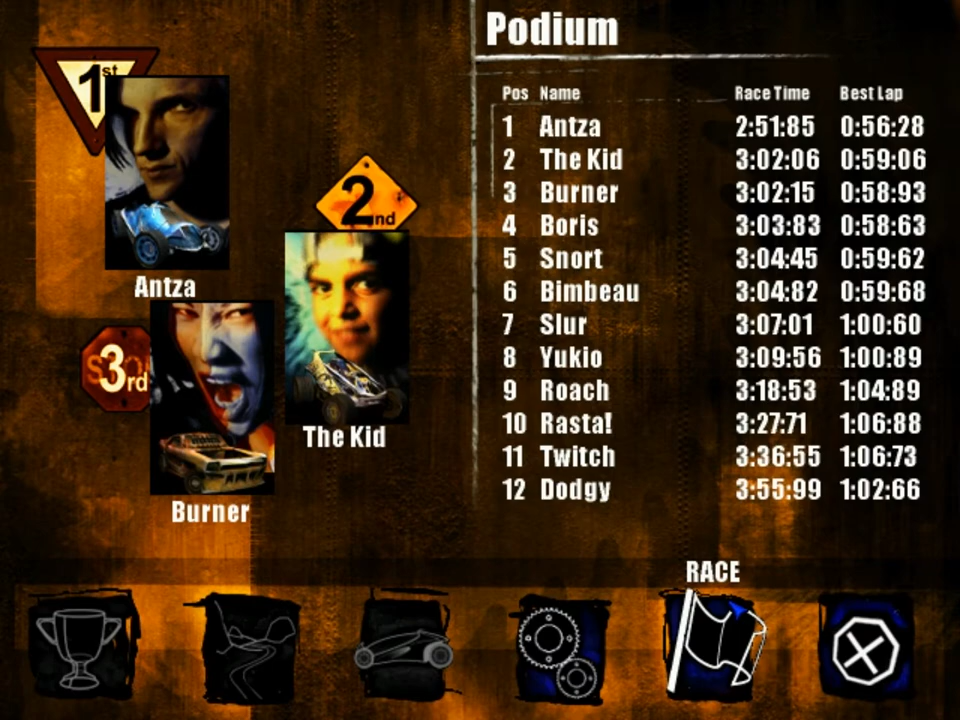 Podium
1st
Antza
2nd
The Kid
3rd
Burner
Pos Name Race Time Best Lap
1 Antza 2:51:85 0:56:28
2 The Kid 3:02:06 0:59:06
3 Burner 3:02:15 0:58:93
4 Boris 3:03:83 0:58:63
5 Snort 3:04:45 0:59:62
6 Bimbeau 3:04:82 0:59:68
7 Slur 3:07:01 1:00:60
8 Yukio 3:09:56 1:00:89
9 Roach 3:18:53 1:04:89
10 Rasta! 3:27:71 1:06:88
11 Twitch 3:36:55 1:06:73
12 Dodgy 3:55:99 1:02:66
RACE